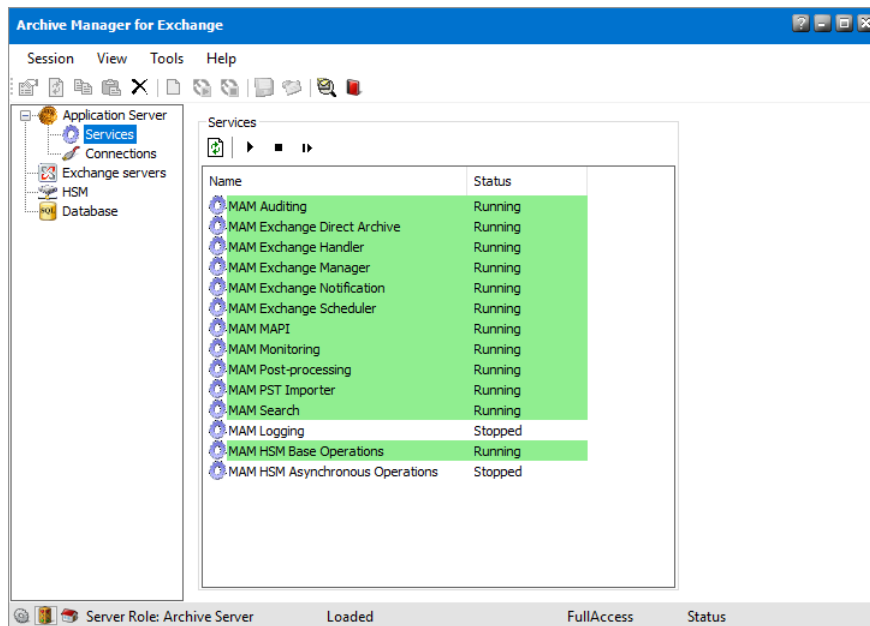 Archive Manager for Exchange
Session View Tools Help
Application Server
Services
Connections
Exchange servers
HSM
SQL Database
Services
Name Status
MAM Auditing Running
MAM Exchange Direct Archive Running
MAM Exchange Handler Running
MAM Exchange Manager Running
MAM Exchange Notification Running
MAM Exchange Scheduler Running
MAM MAPI Running
MAM Monitoring Running
MAM Post-processing Running
MAM PST Importer Running
MAM Search Running
MAM Logging Stopped
MAM HSM Base Operations Running
MAM HSM Asynchronous Operations Stopped
Server Role: Archive Server Loaded FullAccess Status